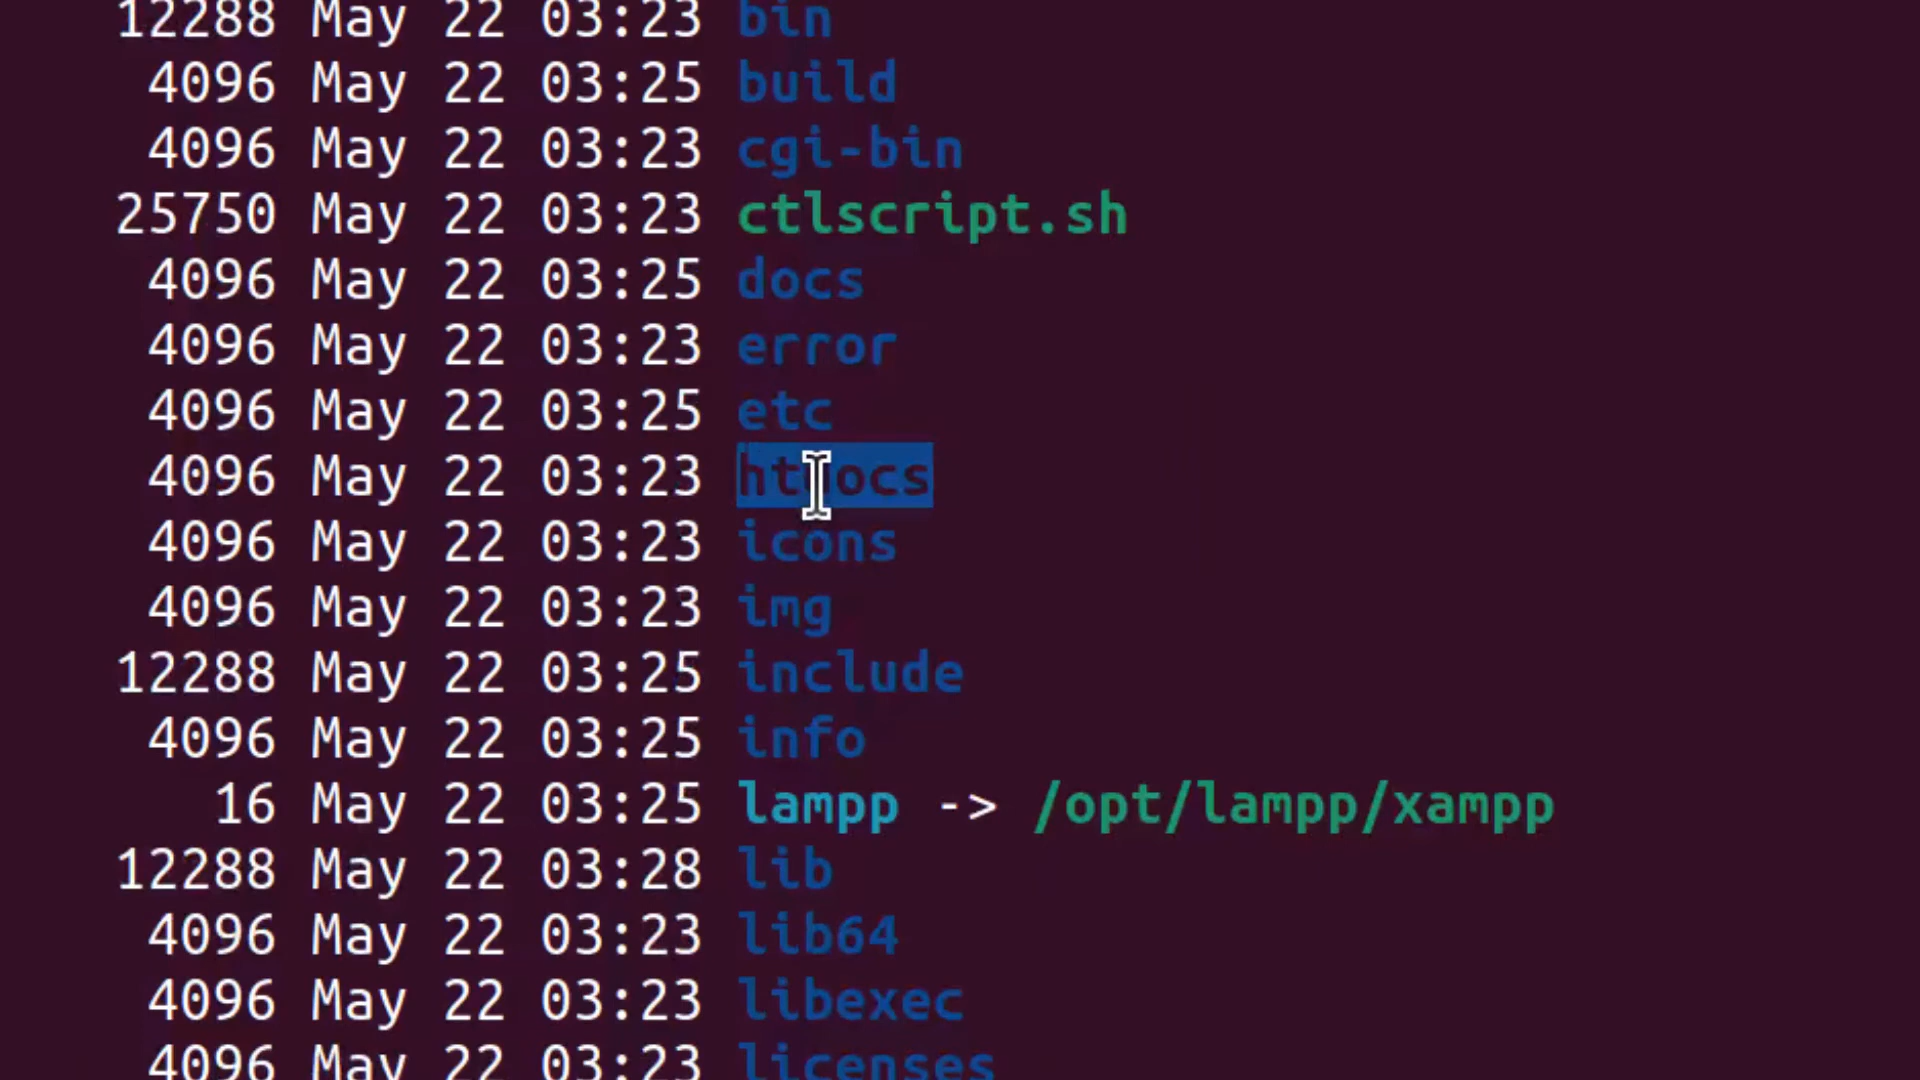 12288 May 22 03:23 bin
4096 May 22 03:25 build
4096 May 22 03:23 cgi-bin
25750 May 22 03:23 ctlscript.sh
4096 May 22 03:25 docs
4096 May 22 03:23 error
4096 May 22 03:25 etc
4096 May 22 03:23 htdocs
4096 May 22 03:23 icons
4096 May 22 03:23 img
12288 May 22 03:25 include
4096 May 22 03:25 info
16 May 22 03:25 lampp -> /opt/lampp/xampp
12288 May 22 03:28 lib
4096 May 22 03:23 lib64
4096 May 22 03:23 libexec
4096 May 22 03:23 licenses